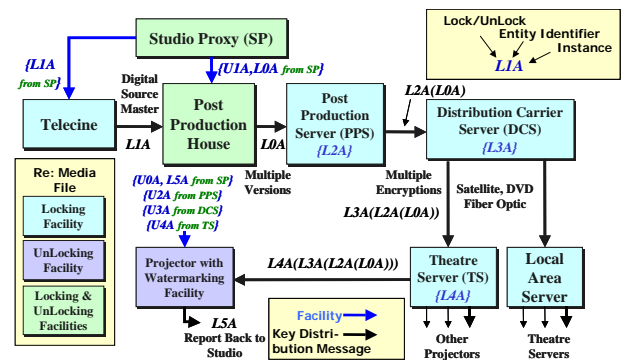 Studio Proxy (SP)
Lock/UnLock
Entity Identifier
Instance
L1A
{L1A
from SP}
{U1A,L0A from SP}
Digital
Source
Master
L1A
Telecine
Post
Production
House
L0A
Multiple
Versions
Post
Production
Server (PPS)
{L2A}
L2A(L0A)
Distribution Carrier
Server (DCS)
{L3A}
Multiple
Encryptions
Satellite, DVD
Fiber Optic
L3A(L2A(L0A))
Re: Media
File
Locking
Facility
UnLocking
Facility
Locking &
UnLocking
Facilities
{U0A, L5A from SP}
{U2A from PPS}
{U3A from DCS}
{U4A from TS}
Projector with
Watermarking
Facility
L4A(L3A(L2A(L0A)))
Theatre
Server (TS)
{L4A}
Local
Area
Server
L5A
Report Back to
Studio
Facility
Key Distri-
bution Message
Other
Projectors
Theatre
Servers